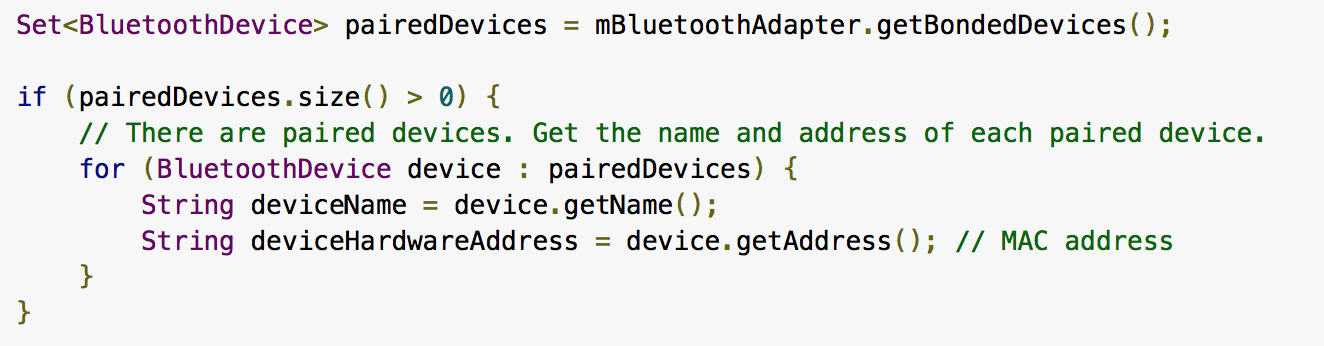 Set<BluetoothDevice> pairedDevices = mBluetoothAdapter.getBondedDevices();

if (pairedDevices.size() > 0) {
    // There are paired devices. Get the name and address of each paired device.
    for (BluetoothDevice device : pairedDevices) {
        String deviceName = device.getName();
        String deviceHardwareAddress = device.getAddress(); // MAC address
    }
}